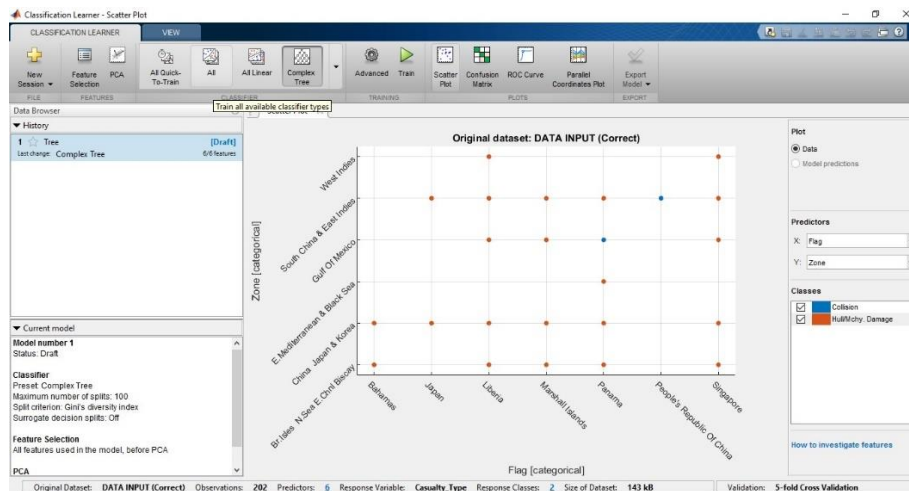 Classification Learner - Scatter Plot
CLASSIFICATION LEARNER VIEW
New Session
Feature Selection
PCA
All Quick-To-Train
All
All Linear
Complex Tree
Advanced
Train
Scatter Plot
Confusion Matrix
ROC Curve
Parallel Coordinates Plot
Export Model
FILE FEATURES CLASSIFIER TRAINING PLOTS EXPORT
Train all available classifier types
Data Browser
History
1 Tree [Draft]
Last change: Complex Tree 6/6 features
Current model
Model number 1
Status: Draft
Classifier
Preset: Complex Tree
Maximum number of splits: 100
Split criterion: Gini's diversity index
Surrogate decision splits: Off
Feature Selection
All features used in the model, before PCA
PCA
Original dataset: DATA INPUT (Correct)
Zone [categorical]
West Indies
South China & East Indies
Gulf Of Mexico
E.Mediterranean & Black Sea
China Japan & Korea
Br.Isles N.Sea E.Chnl Biscay
Bahamas
Japan
Liberia
Marshall Islands
Panama
People's Republic Of China
Singapore
Flag [categorical]
Plot
Data
Model predictions
Predictors
X: Flag
Y: Zone
Classes
Collision
Hull/Mchy. Damage
How to investigate features
Original Dataset: DATA INPUT (Correct) Observations: 202 Predictors: 6 Response Variable: Casualty_Type Response Classes: 2 Size of Dataset: 143 kB Validation: 5-fold Cross Validation